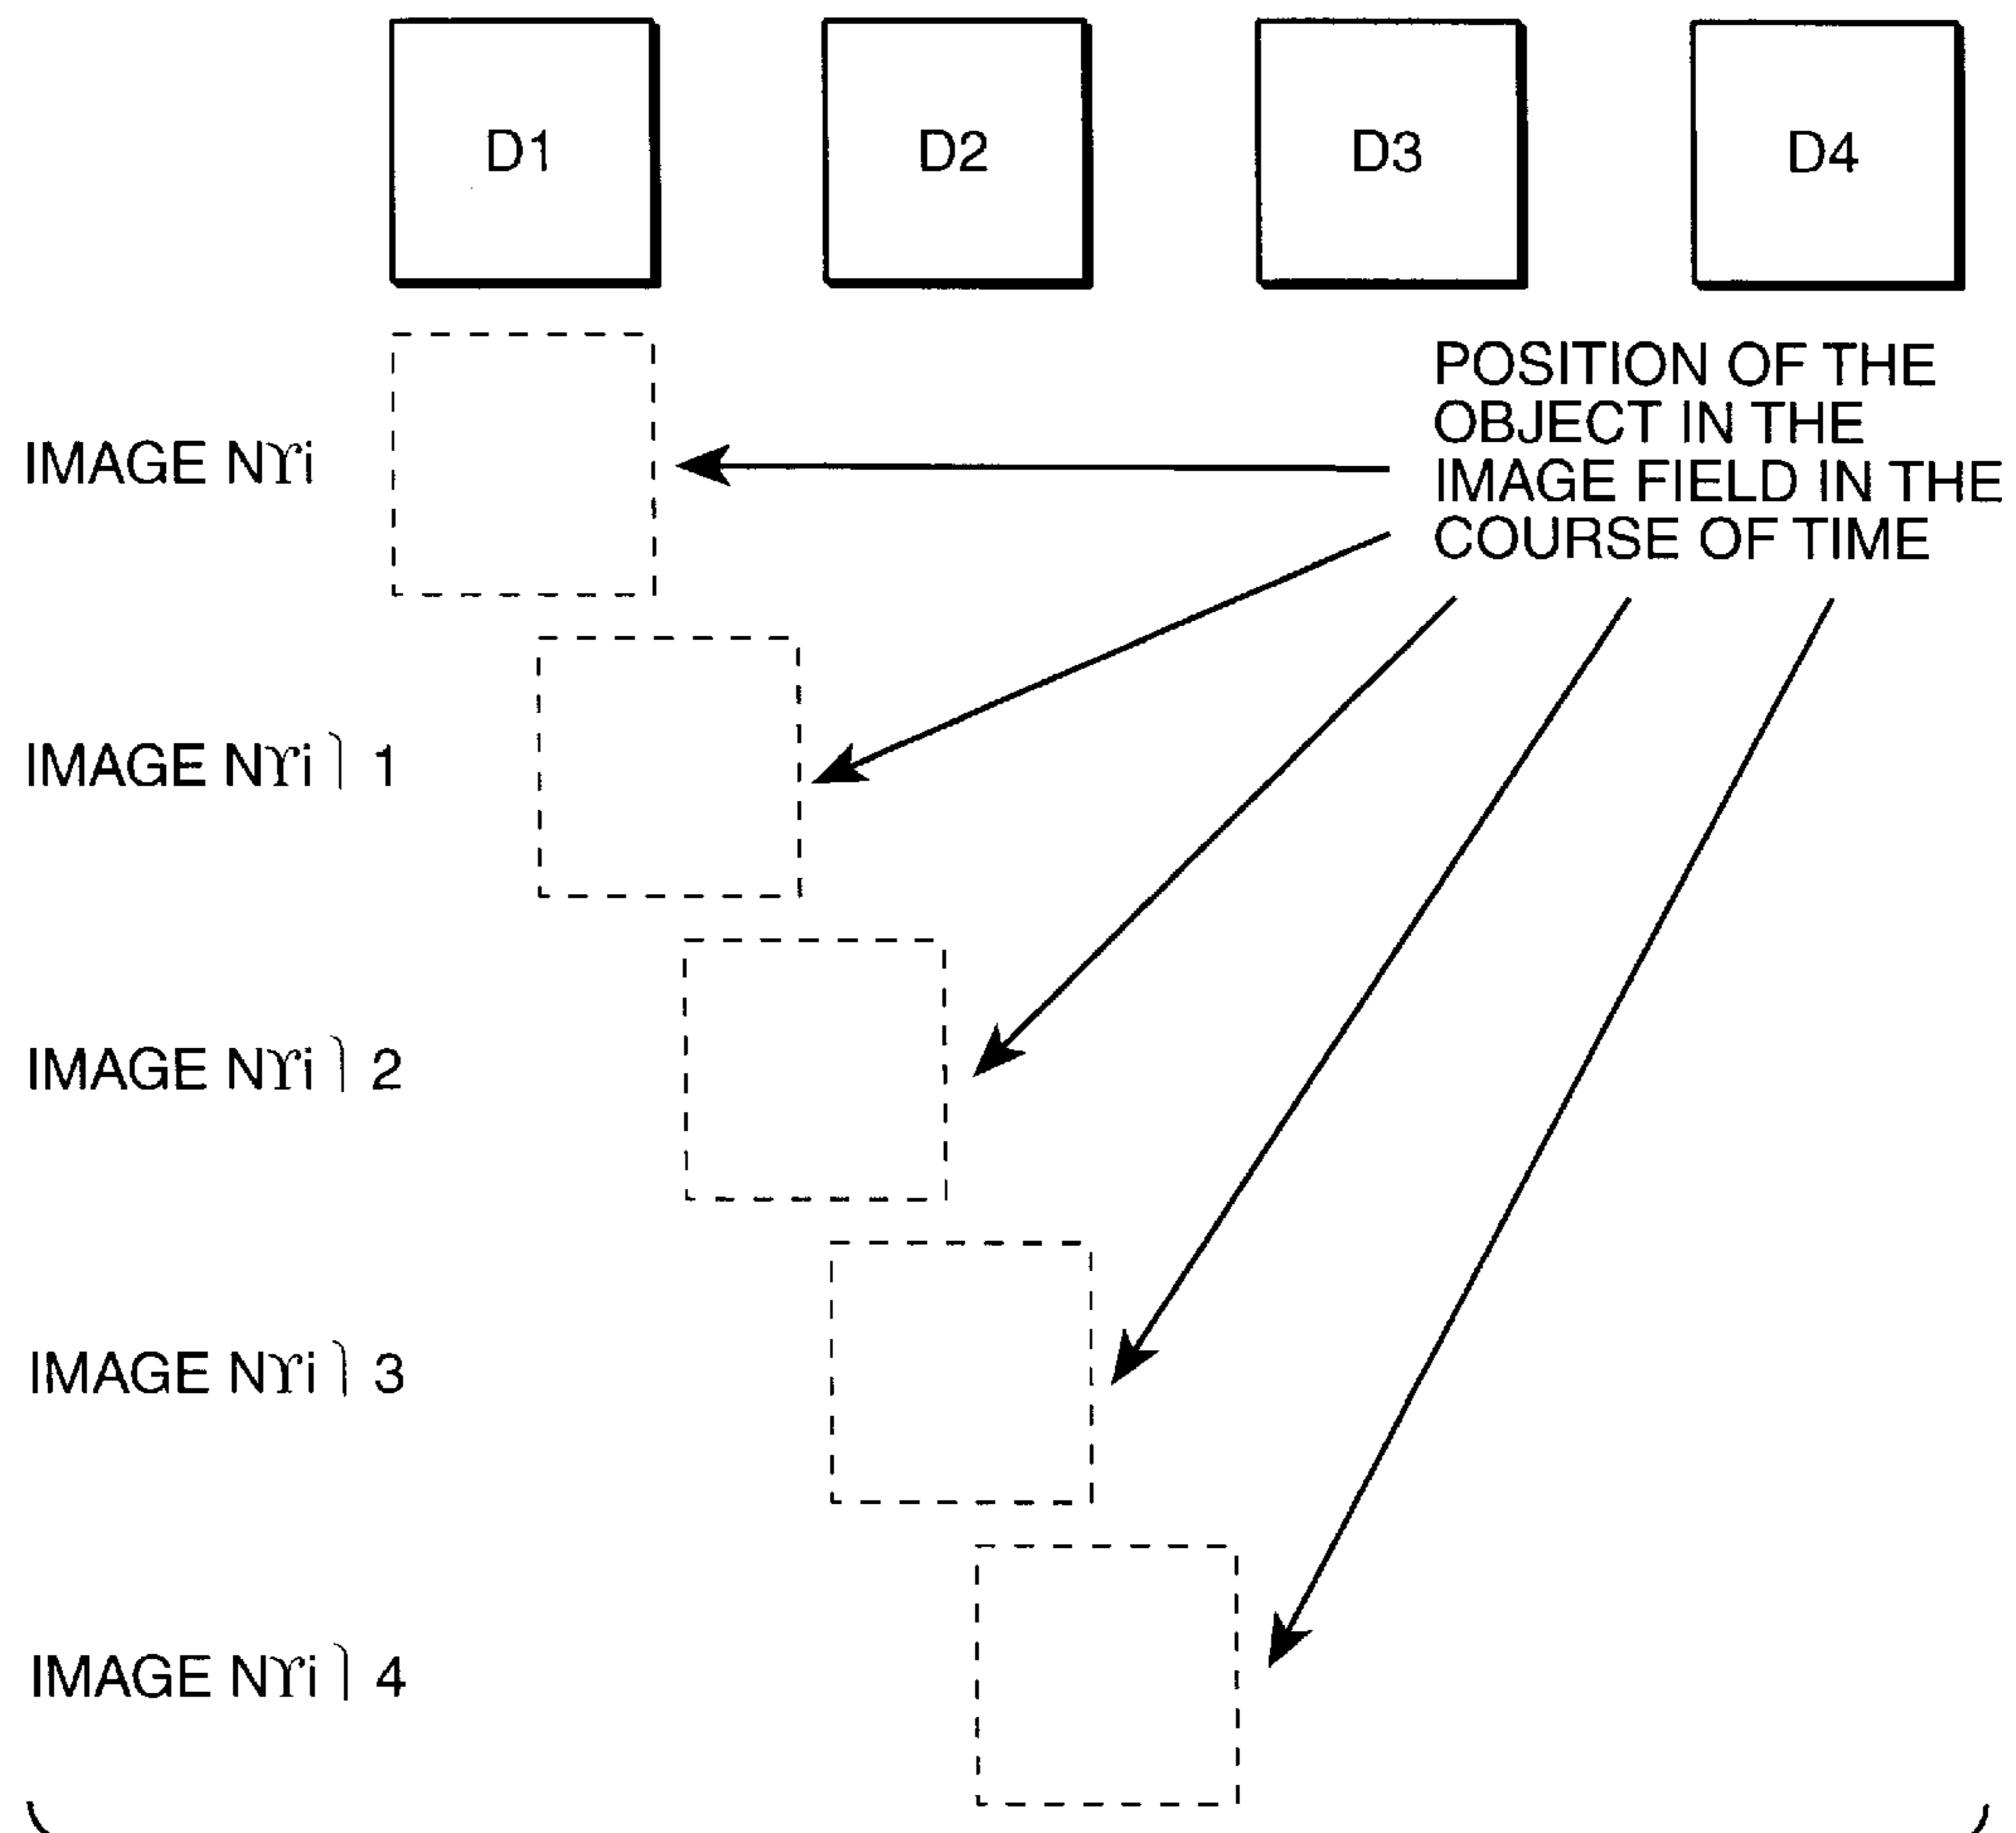 D1
D2
D3
D4
POSITION OF THE
OBJECT IN THE
IMAGE FIELD IN THE
COURSE OF TIME
IMAGE Nϒi
IMAGE Nϒi ⎫ 1
IMAGE Nϒi ⎫ 2
IMAGE Nϒi ⎫ 3
IMAGE Nϒi ⎫ 4